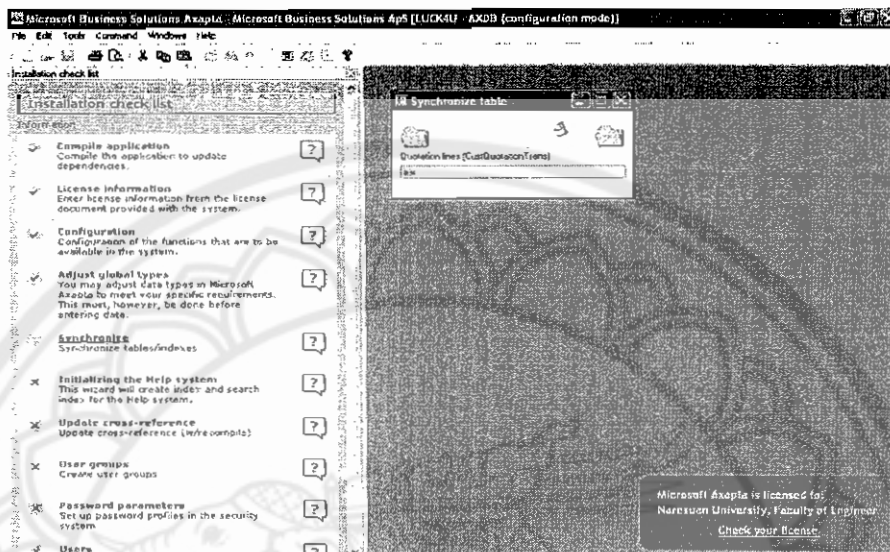 Microsoft Business Solutions Axapta - Microsoft Business Solutions ApS [LUCK4U - AXDB (configuration mode)]
File Edit Tools Command Windows Help
Installation check list
Installation check list
Information
Compile application
Compile the application to update
dependencies.
License information
Enter license information from the license
document provided with the system.
Configuration
Configuration of the functions that are to be
available in the system.
Adjust global types
You may adjust data types in Microsoft
Axapta to meet your specific requirements.
This must, however, be done before
entering data.
Synchronize
Synchronize tables/indexes
Initializing the Help system
This wizard will create index and search
index for the Help system.
Update cross-reference
Update cross-reference (w/recompile)
User groups
Create user groups
Password parameters
Set up password profiles in the security
system
Users
Synchronize table
Quotation lines (CustQuotationTrans)
Microsoft Axapta is licensed to:
Naresuan University, Faculty of Engineer
Check your license